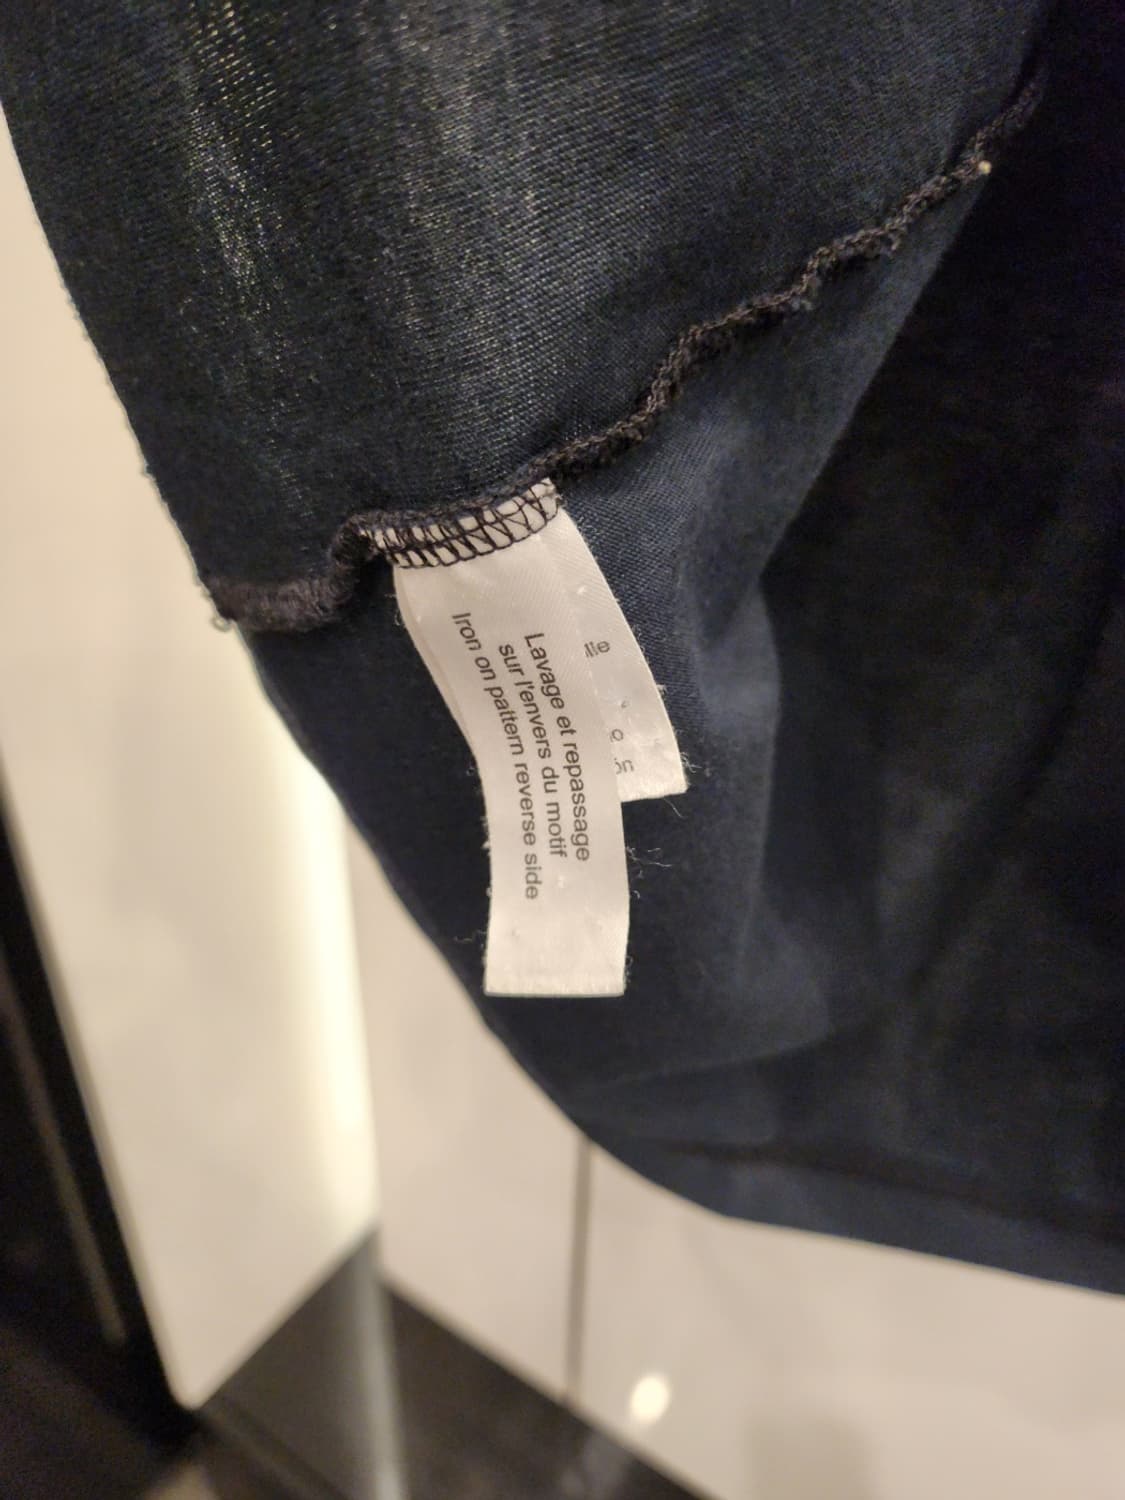 Lavage et repassage
sur l'envers du motif
Iron on pattern reverse side